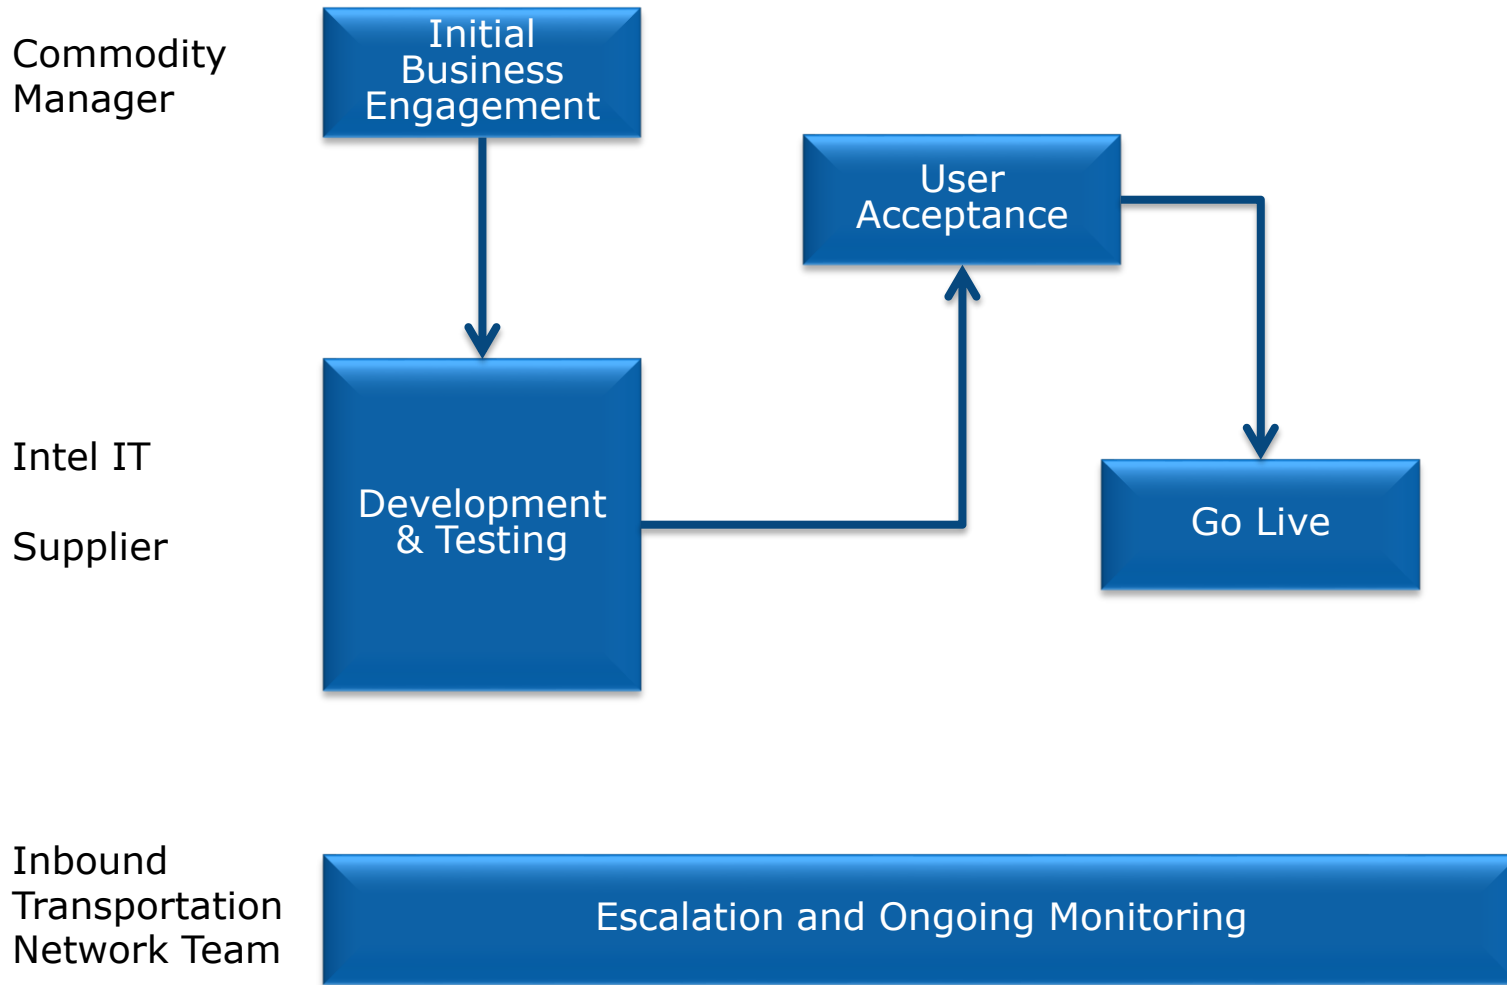 Commodity
Manager
Initial
Business
Engagement
User
Acceptance
Intel IT
Supplier
Development
& Testing
Go Live
Inbound
Transportation
Network Team
Escalation and Ongoing Monitoring